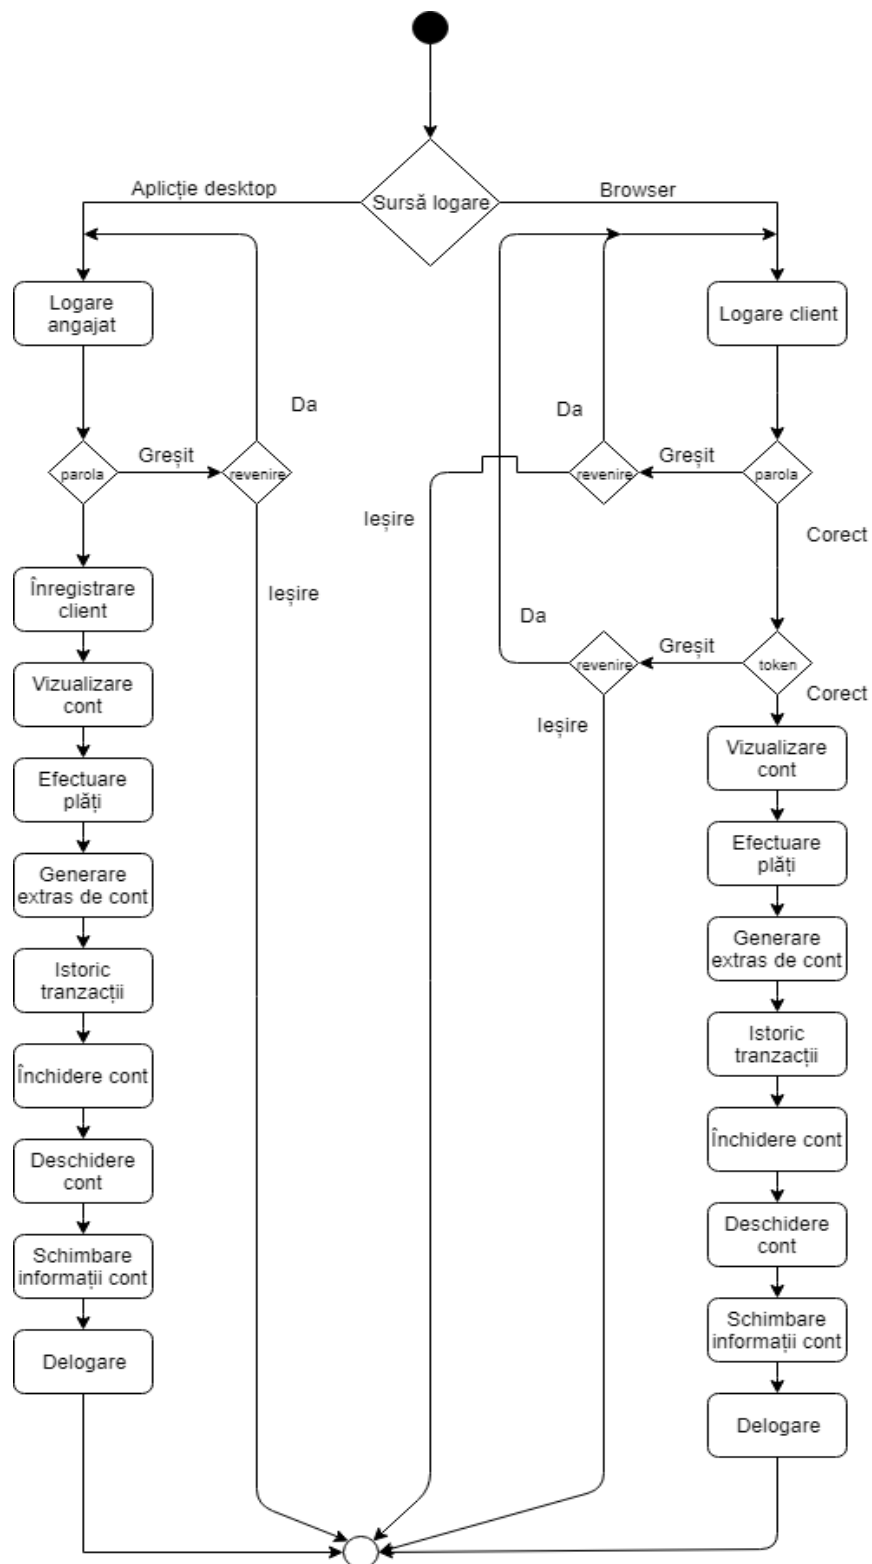 Sursă logare
Aplicție desktop
Browser
Logare
angajat
Logare client
Da
Da
parola
Greșit
revenire
revenire
Greșit
parola
Ieșire
Corect
Înregistrare
client
Ieșire
Da
revenire
Greșit
token
Corect
Ieșire
Vizualizare
cont
Vizualizare
cont
Efectuare
plăți
Efectuare
plăți
Generare
extras de cont
Generare
extras de cont
Istoric
tranzacții
Istoric
tranzacții
Închidere cont
Închidere cont
Deschidere
cont
Deschidere
cont
Schimbare
informații cont
Schimbare
informații cont
Delogare
Delogare